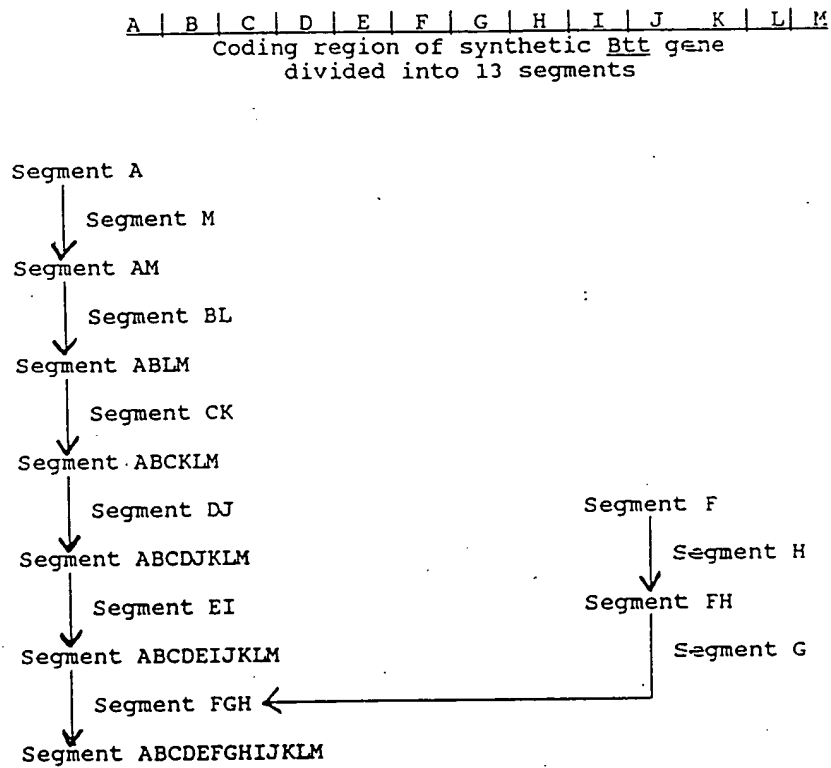 A | B | C | D | E | F | G | H | I | J K | L | M
Coding region of synthetic Btt gene
divided into 13 segments
Segment A
Segment M
Segment AM
Segment BL
Segment ABLM
Segment CK
Segment ABCKLM
Segment DJ
Segment F
Segment ABCDJKLM
Segment H
Segment EI
Segment FH
Segment ABCDEIJKLM
Segment G
Segment FGH
Segment ABCDEFGHIJKLM